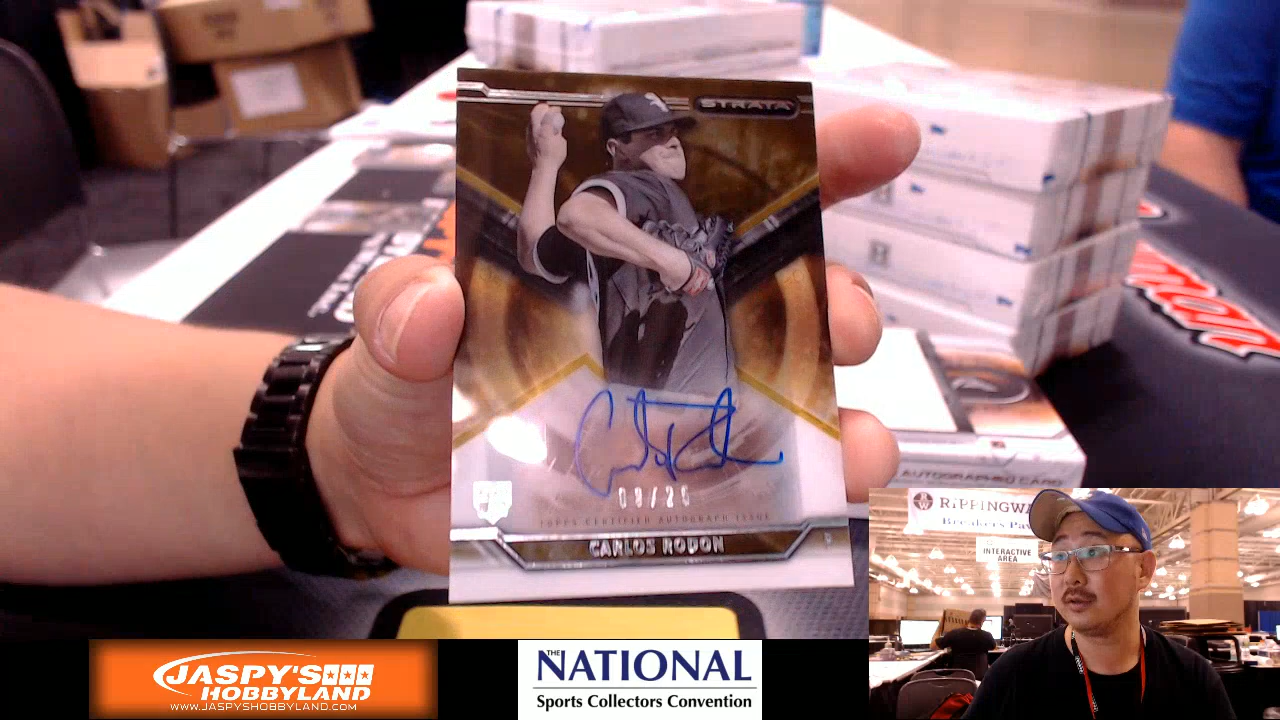 STRATA
09/25
TOPPS CERTIFIED AUTOGRAPH ISSUE
CARLOS RODON
P
AUTOGRAPHED CARD
RIPPINGWA
Breakers Pav
INTERACTIVE
AREA
JASPY'S
HOBBYLAND
WWW.JASPYSHOBBYLAND.COM
THE
NATIONAL
Sports Collectors Convention